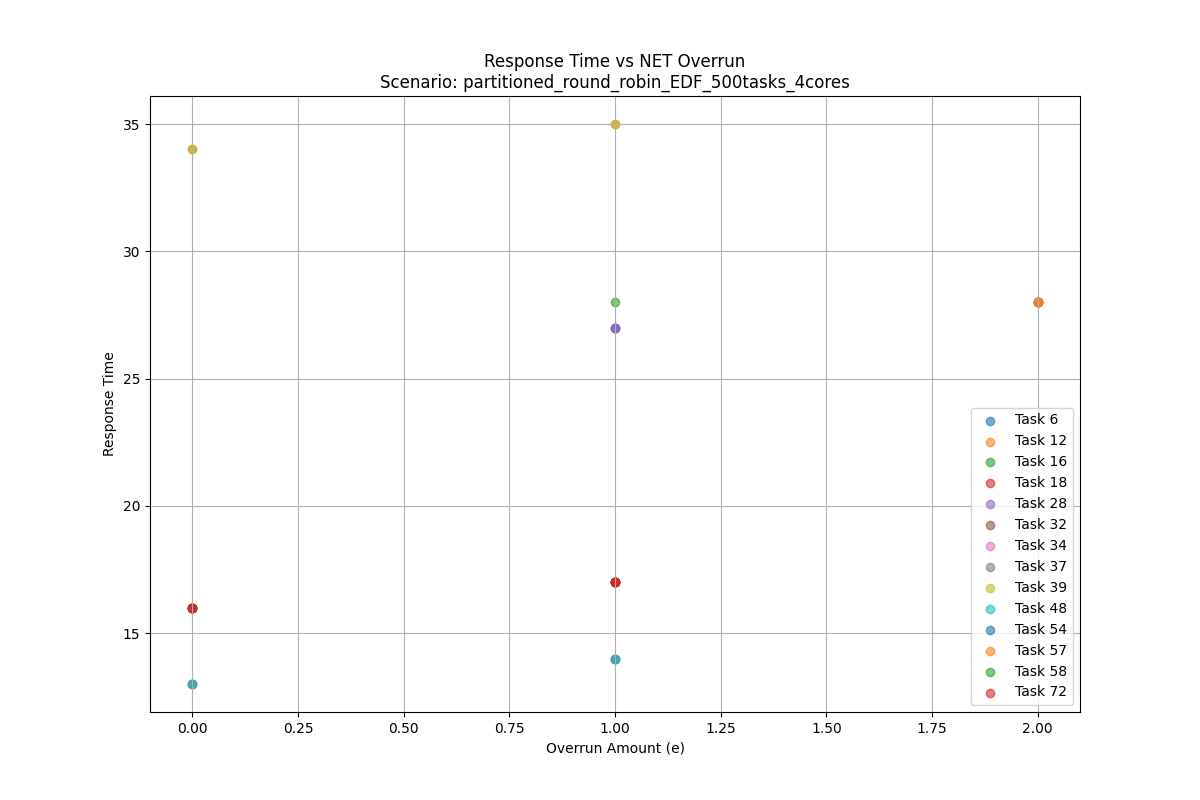 Response Time vs NET Overrun
Scenario: partitioned_round_robin_EDF_500tasks_4cores
Response Time
35
30
25
20
15
Task 6
Task 12
Task 16
Task 18
Task 28
Task 32
Task 34
Task 37
Task 39
Task 48
Task 54
Task 57
Task 58
Task 72
0.00 0.25 0.50 0.75 1.00 1.25 1.50 1.75 2.00
Overrun Amount (e)